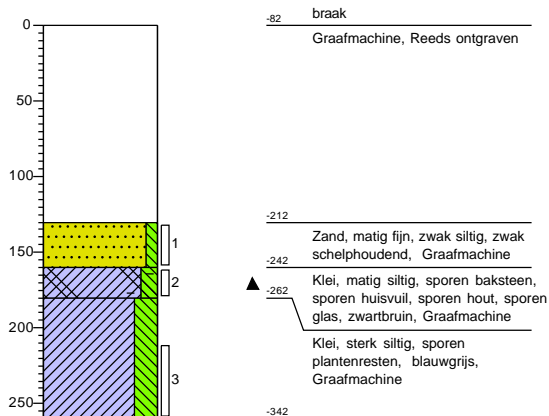 braak
0
-82
Graafmachine, Reeds ontgraven
50
100
-212
Zand, matig fijn, zwak siltig, zwak
schelphoudend, Graafmachine
1
150
-242
Klei, matig siltig, sporen baksteen,
sporen huisvuil, sporen hout, sporen
glas, zwartbruin, Graafmachine
2
-262
200
Klei, sterk siltig, sporen
plantenresten, blauwgrijs,
Graafmachine
3
250
-342